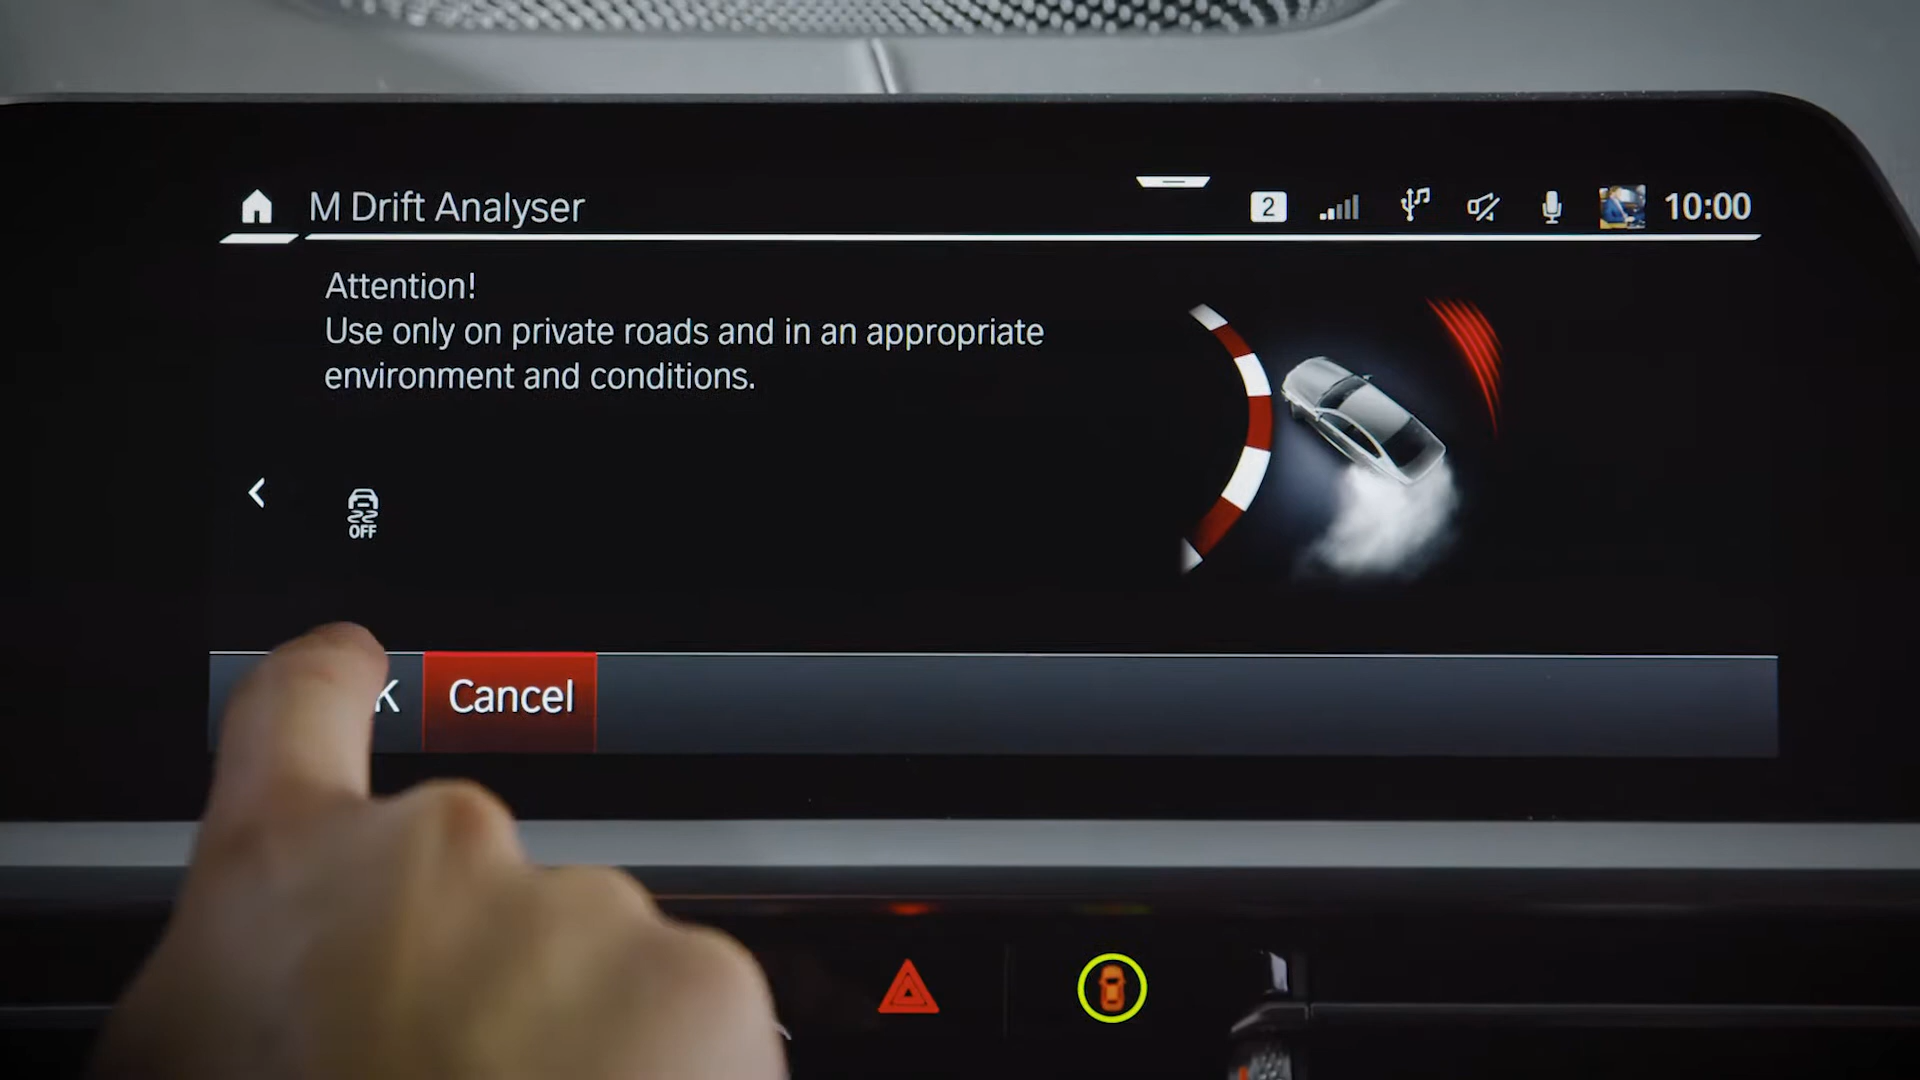 M Drift Analyser
2
10:00
Attention!
Use only on private roads and in an appropriate
environment and conditions.
OFF
K Cancel